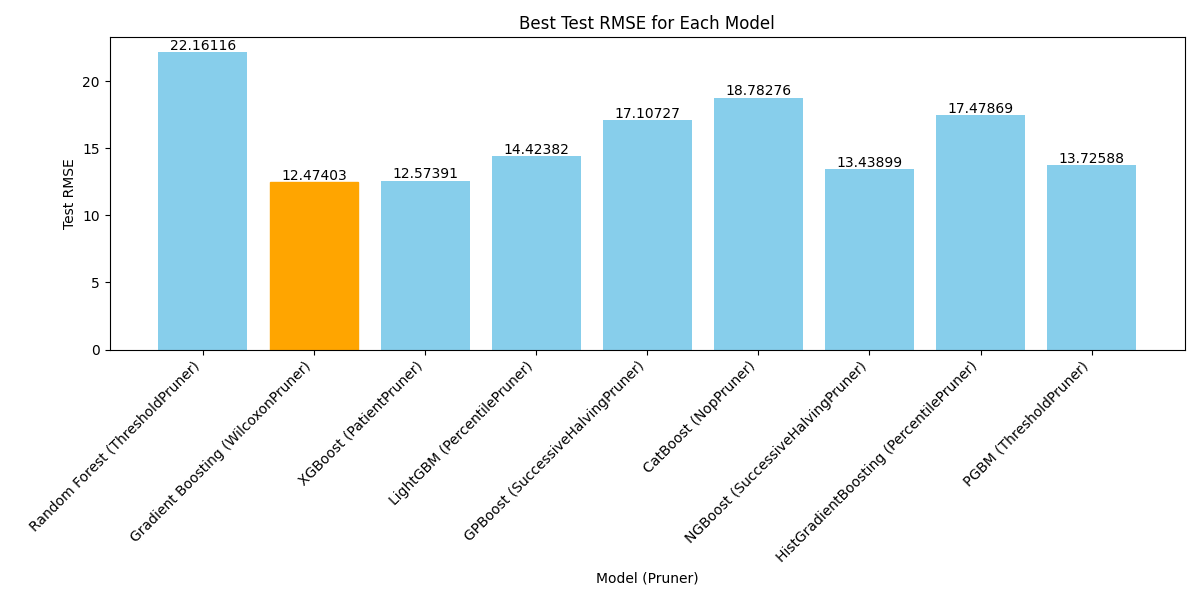 Best Test RMSE for Each Model
Test RMSE
20
15
10
5
0
22.16116
12.47403
12.57391
14.42382
17.10727
18.78276
13.43899
17.47869
13.72588
Random Forest (ThresholdPruner)
Gradient Boosting (WilcoxonPruner)
XGBoost (PatientPruner)
LightGBM (PercentilePruner)
GPBoost (SuccessiveHalvingPruner)
CatBoost (NopPruner)
NGBoost (SuccessiveHalvingPruner)
HistGradientBoosting (PercentilePruner)
PGBM (ThresholdPruner)
Model (Pruner)